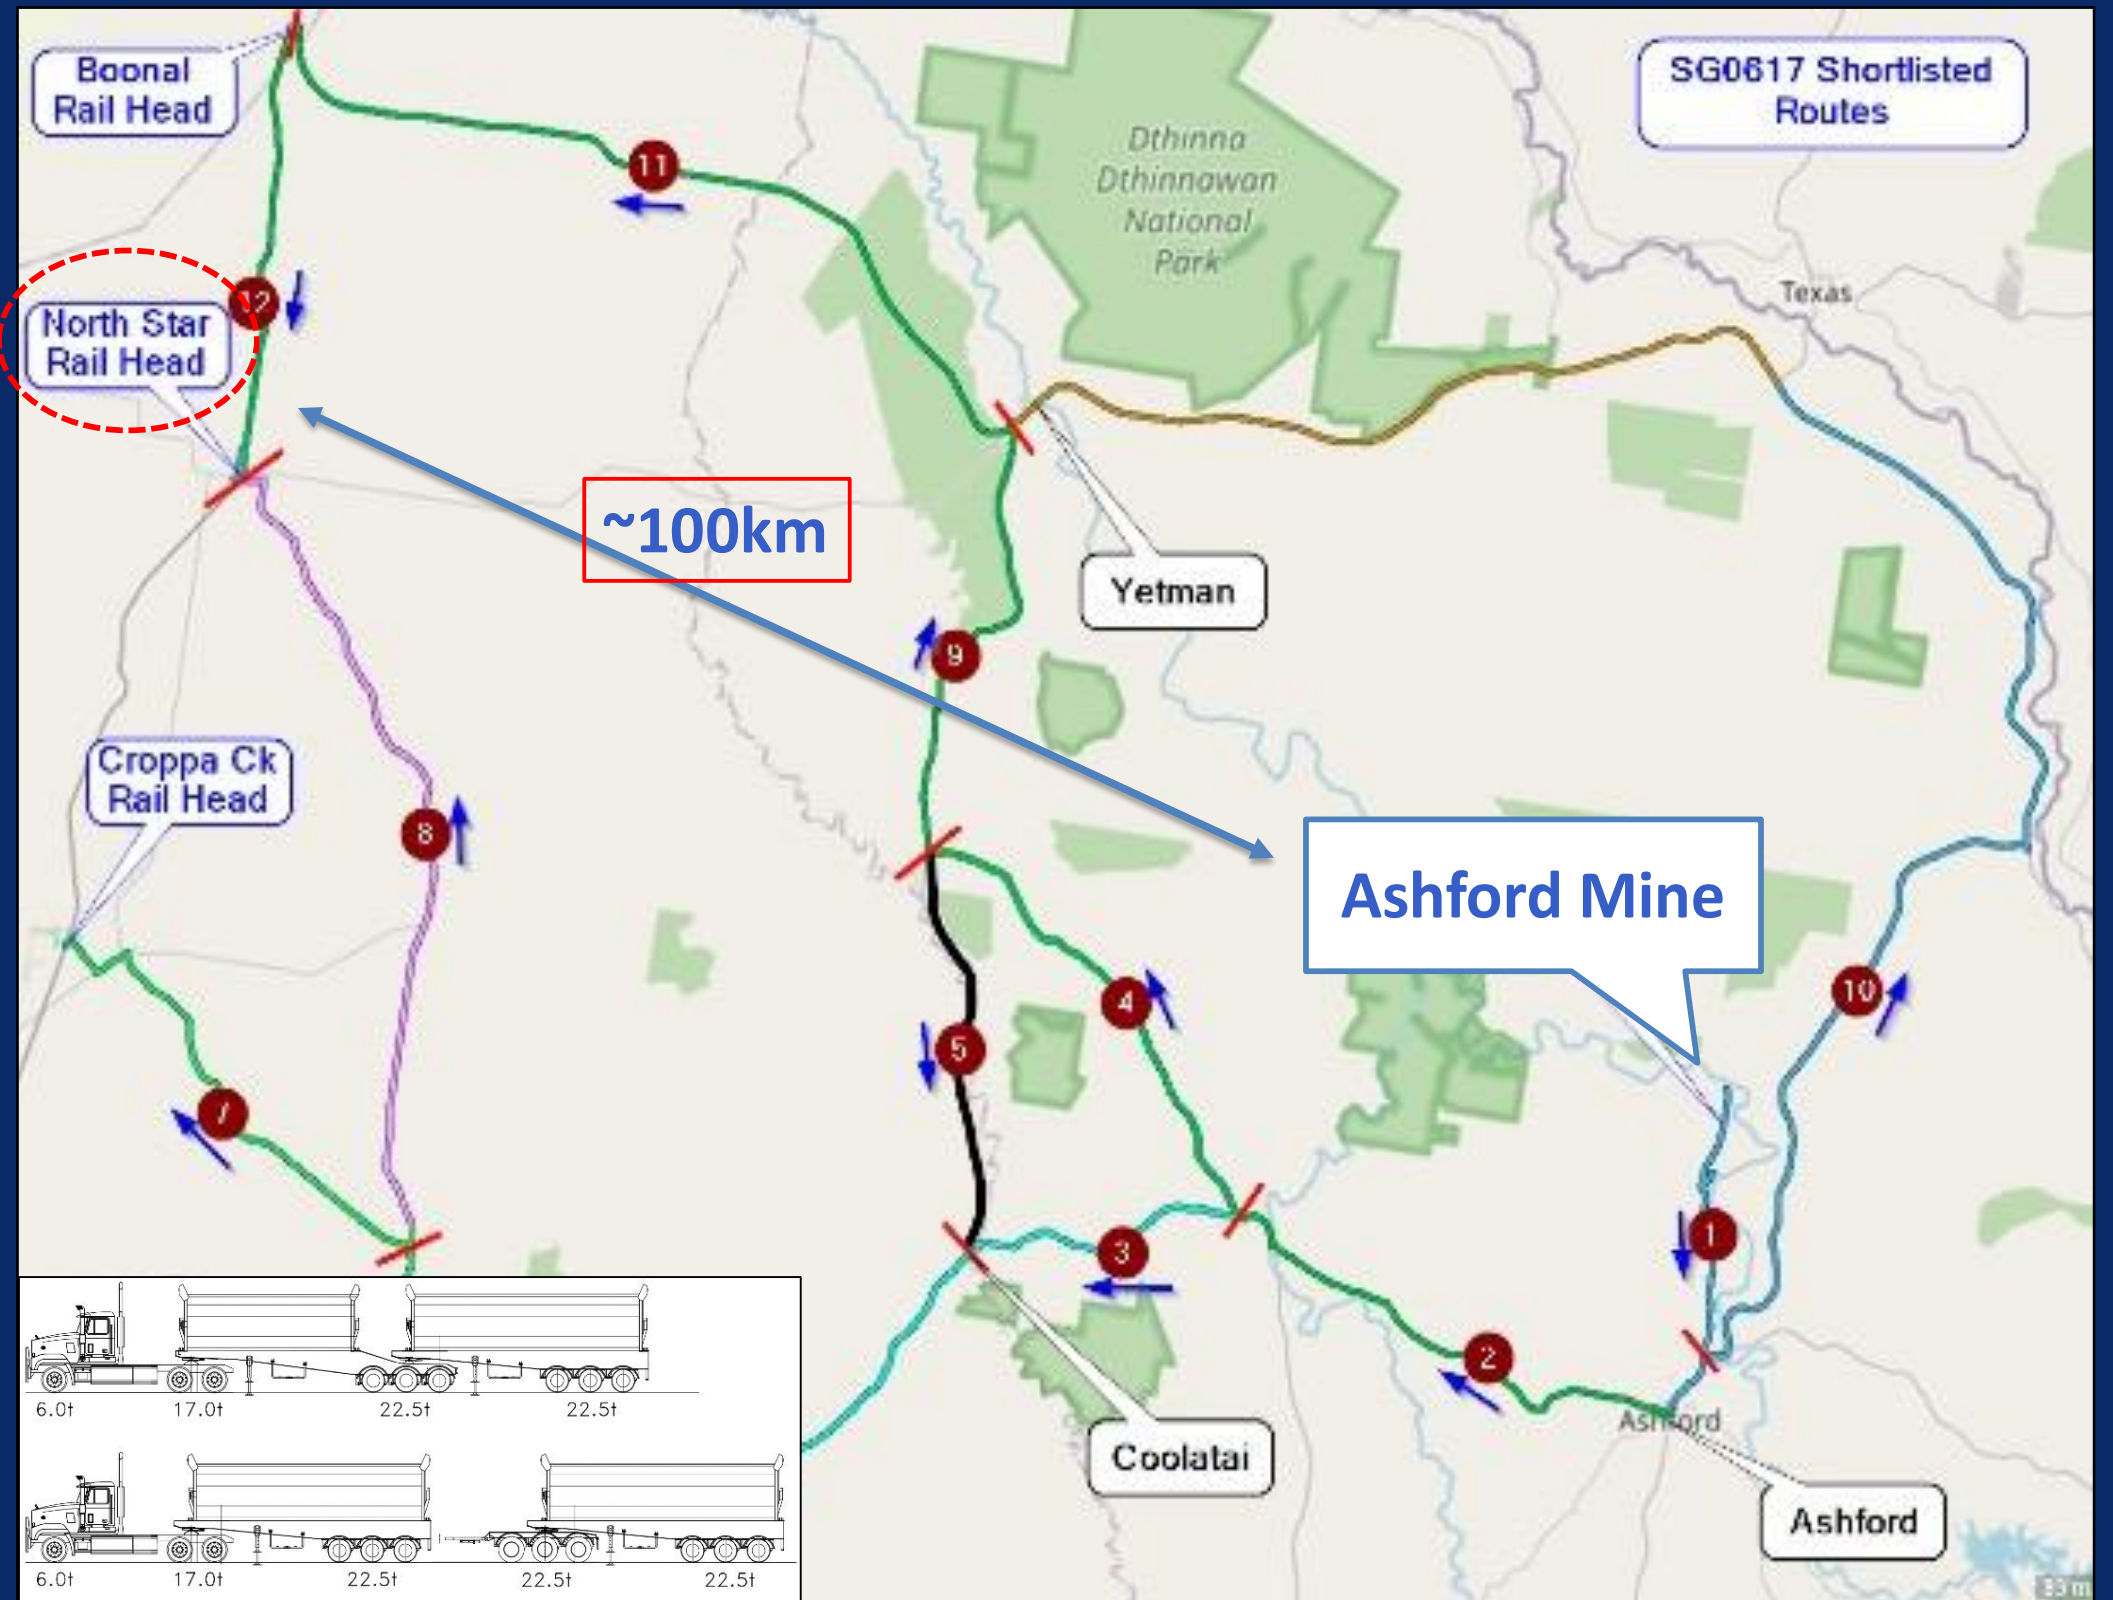 Boonal
Rail Head
SG0617 Shortlisted
Routes
11
Dthinna
Dthinnawan
National
Park
Texas
12
North Star
Rail Head
~100km
Yetman
9
Croppa Ck
Rail Head
8
Ashford Mine
10
4
5
7
1
3
2
Ashford
Coolatai
Ashford
6.0t 17.0t 22.5t 22.5t
6.0t 17.0t 22.5t 22.5t 22.5t